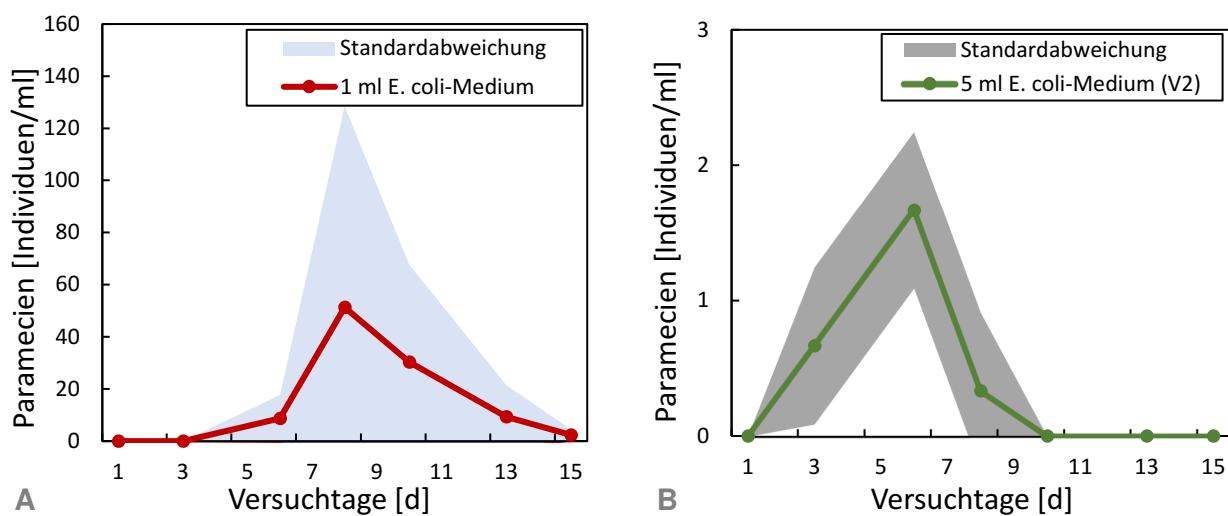 Paramecien [Individuen/ml]
160
140
120
100
80
60
40
20
0
Standardabweichung
1 ml E. coli-Medium
1 3 5 7 9 11 13 15
Versuchtage [d]
A
Paramecien [Individuen/ml]
3
2
1
0
Standardabweichung
5 ml E. coli-Medium (V2)
1 3 5 7 9 11 13 15
Versuchtage [d]
B